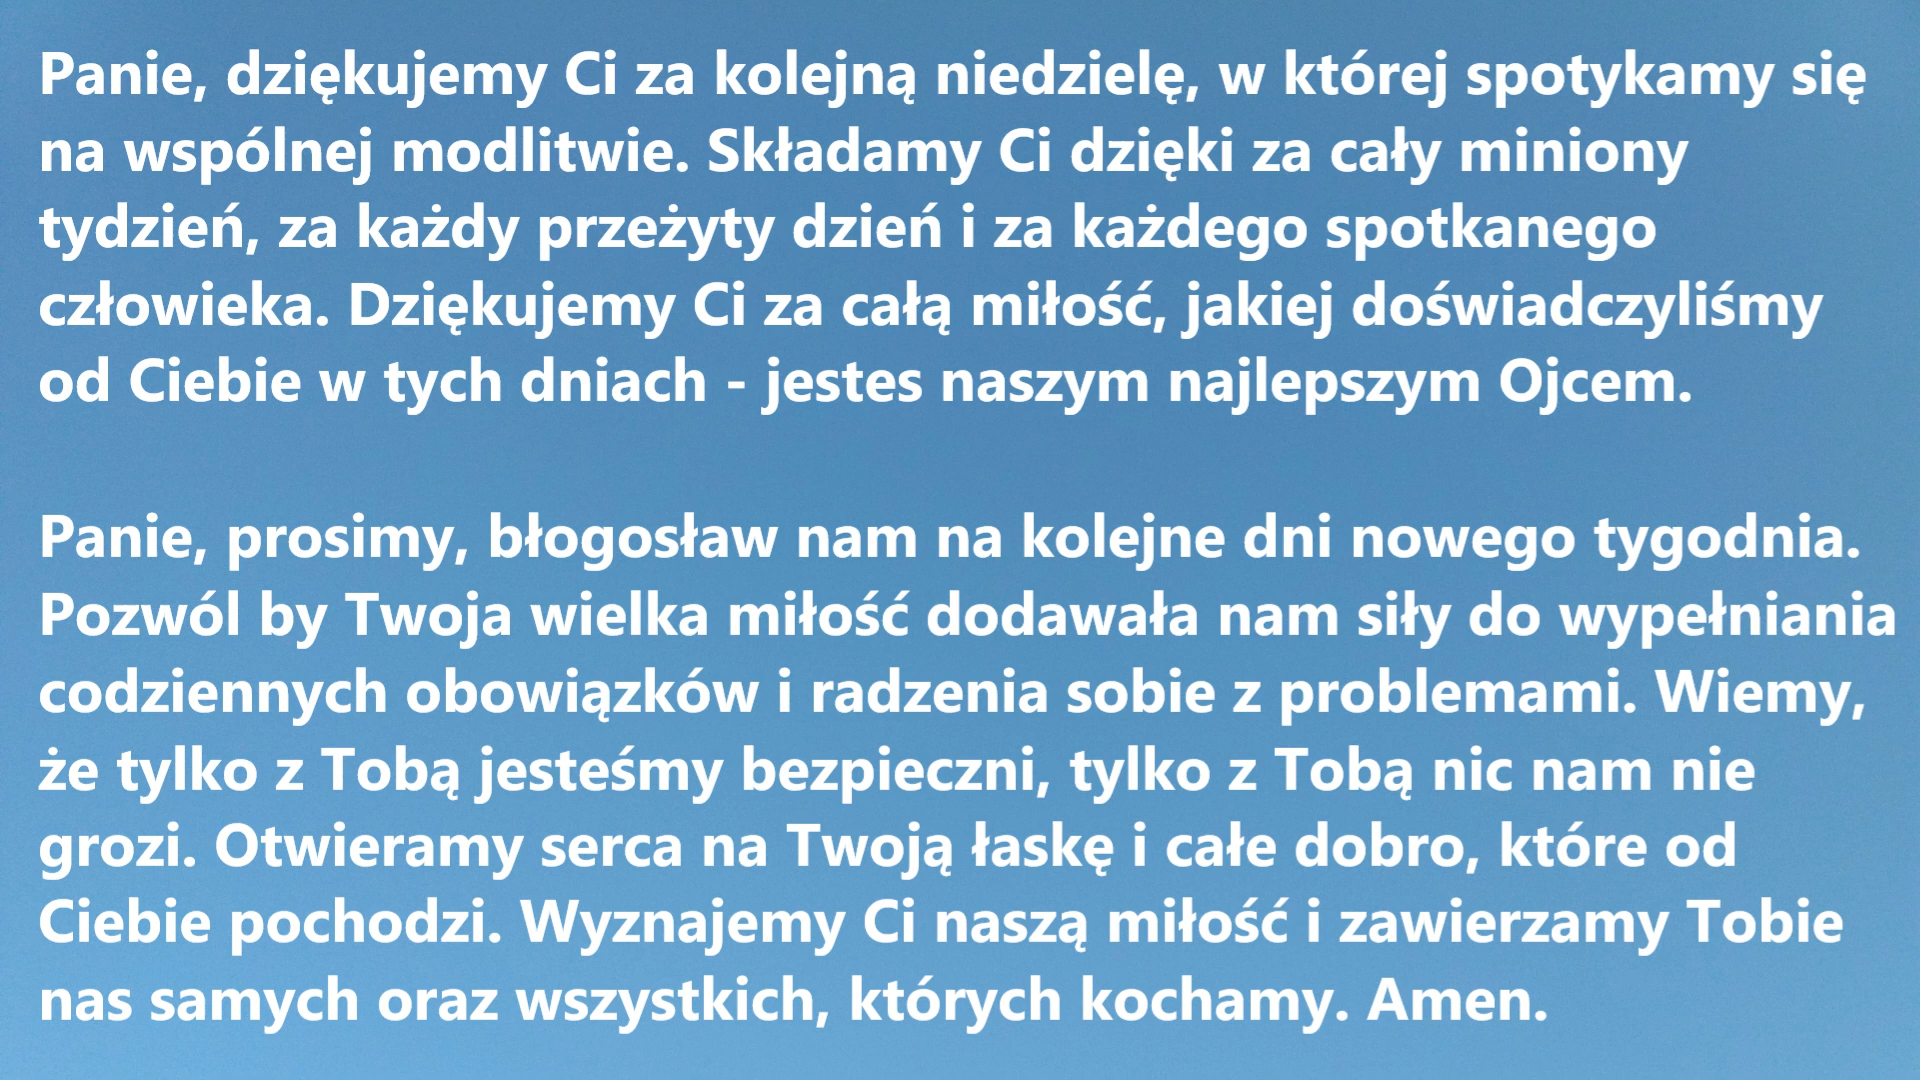 Panie, dziękujemy Ci za kolejną niedzielę, w której spotykamy się
na wspólnej modlitwie. Składamy Ci dzięki za cały miniony
tydzień, za każdy przeżyty dzień i za każdego spotkanego
człowieka. Dziękujemy Ci za całą miłość, jakiej doświadczyliśmy
od Ciebie w tych dniach - jestes naszym najlepszym Ojcem.
Panie, prosimy, błogosław nam na kolejne dni nowego tygodnia.
Pozwól by Twoja wielka miłość dodawała nam siły do wypełniania
codziennych obowiązków i radzenia sobie z problemami. Wiemy,
że tylko z Tobą jesteśmy bezpieczni, tylko z Tobą nic nam nie
grozi. Otwieramy serca na Twoją łaskę i całe dobro, które od
Ciebie pochodzi. Wyznajemy Ci naszą miłość i zawierzamy Tobie
nas samych oraz wszystkich, których kochamy. Amen.